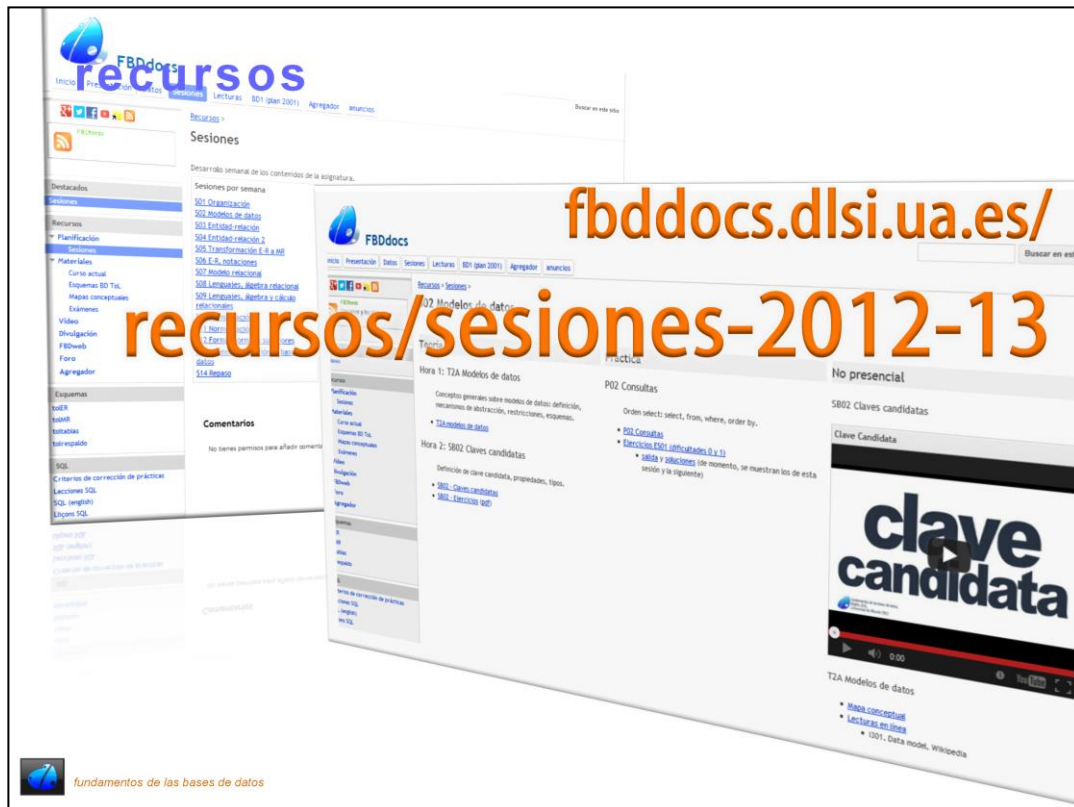 recursos
fbddocs.dlsi.ua.es/
recursos/sesiones-2012-13
FBDdocs
Inicio Presentación Datos Sesiones Lecturas BD1 (plan 2001) Agregador anuncios
Buscar en este sitio
FBDweb
Recursos >
Sesiones
Desarrollo semanal de los contenidos de la asignatura.
Sesiones por semana
S01 Organización
S02 Modelos de datos
S03 Entidad-relación
S04 Entidad-relación 2
S05 Transformación E-R a MR
S06 E-R, notaciones
S07 Modelo relacional
S08 Lenguajes, álgebra relacional
S09 Lenguajes, álgebra y cálculo
relacionales
datos
S14 Repaso
Comentarios
No tienes permisos para añadir
Destacados
Sesiones
Recursos
Planificación
Sesiones
Materiales
Curso actual
Esquemas BD ToL
Mapas conceptuales
Exámenes
Vídeo
Divulgación
FBDweb
Foro
Agregador
Esquemas
tolER
tolMR
toltablas
tolrespaldo
SQL
Criterios de corrección de prácticas
Lecciones SQL
SQL (english)
Lliçons SQL
FBDdocs
Inicio Presentación Datos Sesiones Lecturas BD1 (plan 2001) Agregador anuncios
Buscar en est
Recursos > Sesiones >
S02 Modelos de datos
Teoría
Hora 1: T2A Modelos de datos
Conceptos generales sobre modelos de datos: definición,
mecanismos de abstracción, restricciones, esquemas.
T2A modelos de datos
Hora 2: SB02 Claves candidatas
Definición de clave candidata, propiedades, tipos.
SB02 - Claves candidatas
SB02 - Ejercicios (pdf)
Práctica
P02 Consultas
Orden select: select, from, where, order by.
P02 Consultas
Ejercicios ES01 (dificultades 0 y 1)
salida y soluciones (de momento, se muestran los de esta
sesión y la siguiente)
No presencial
SB02 Claves candidatas
Clave Candidata
clave
candidata
0:00
YouTube
T2A Modelos de datos
Mapa conceptual
Lecturas en línea
I301. Data model, Wikipedia
fundamentos de las bases de datos